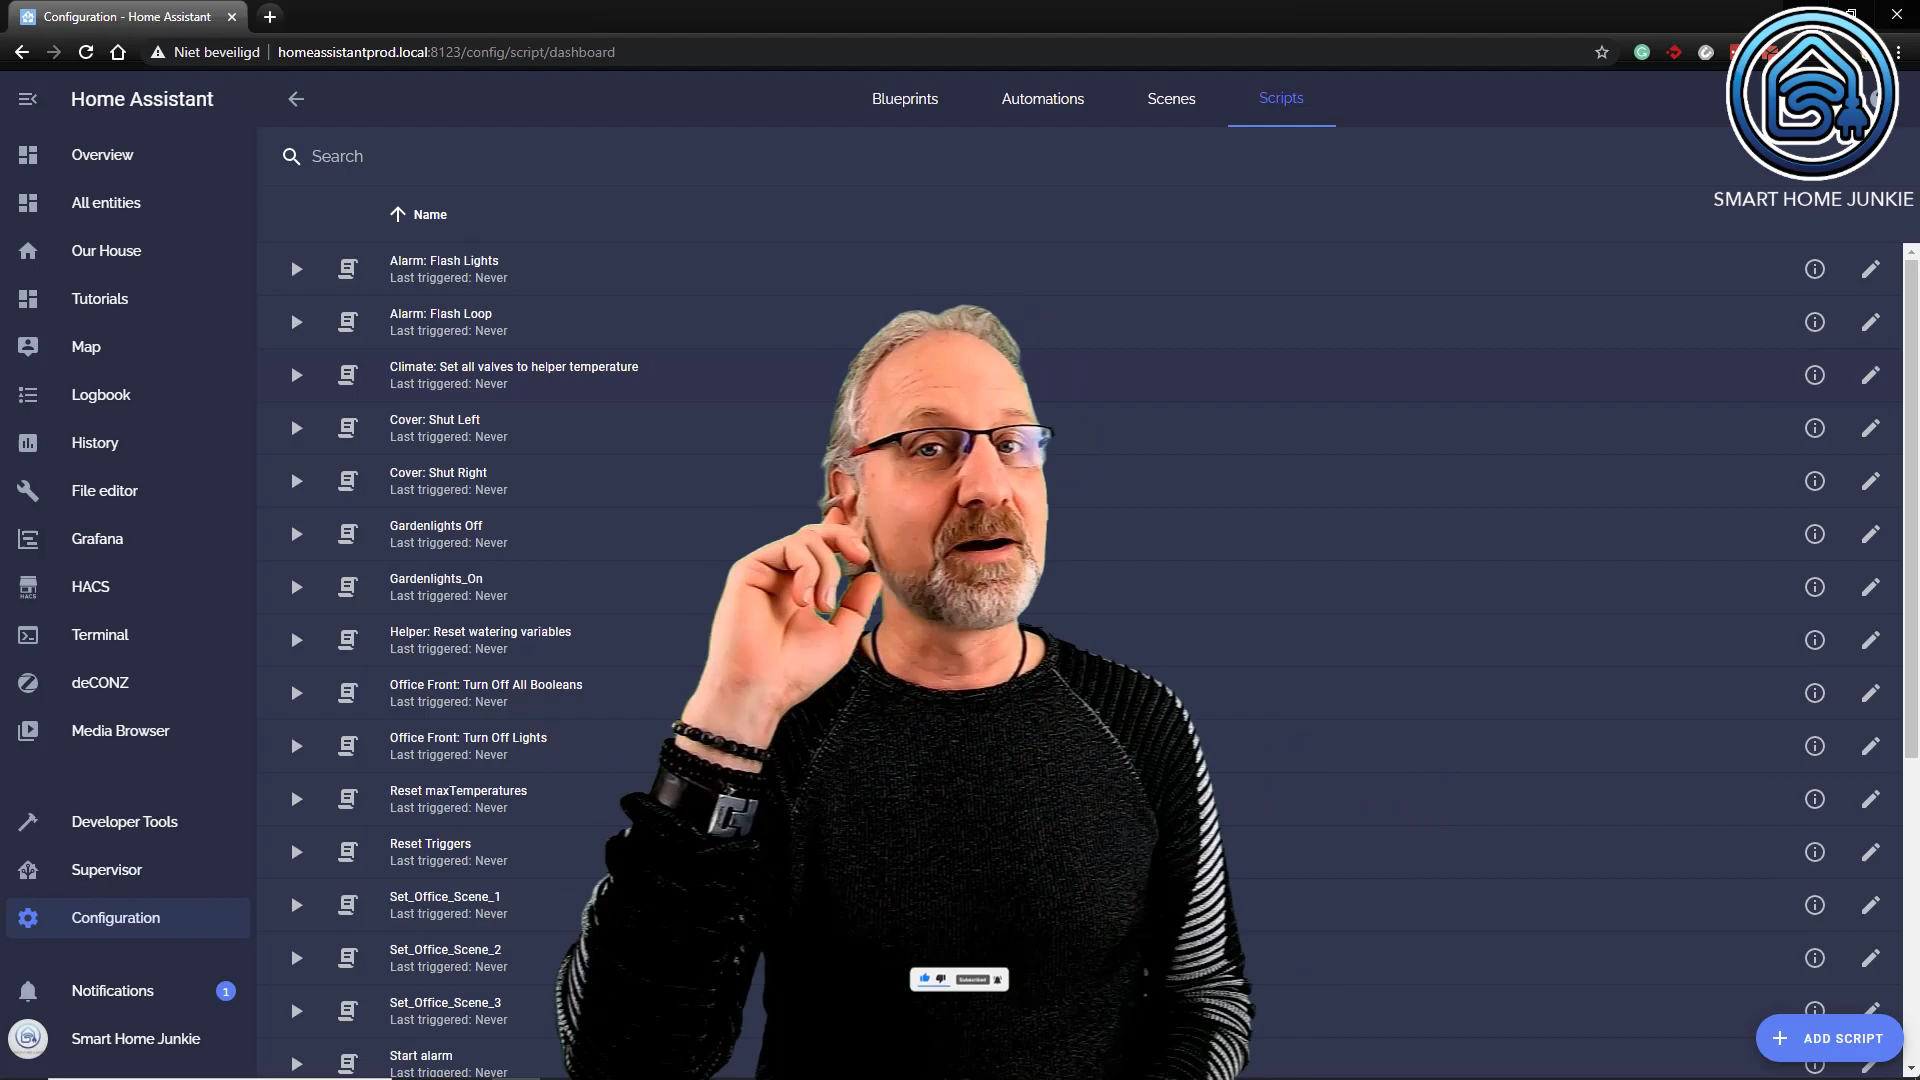 Configuration - Home Assistant
Niet beveiligd
homeassistantprod.local:8123/config/script/dashboard
Home Assistant
Blueprints
Automations
Scenes
Scripts
SMART HOME JUNKIE
Overview
All entities
Our House
Tutorials
Map
Logbook
History
File editor
Grafana
HACS
HACS
Terminal
deCONZ
Media Browser
Developer Tools
Supervisor
Configuration
Notifications
1
Smart Home Junkie
Search
Name
Alarm: Flash Lights
Last triggered: Never
Alarm: Flash Loop
Last triggered: Never
Climate: Set all valves to helper temperature
Last triggered: Never
Cover: Shut Left
Last triggered: Never
Cover: Shut Right
Last triggered: Never
Gardenlights Off
Last triggered: Never
Gardenlights_On
Last triggered: Never
Helper: Reset watering variables
Last triggered: Never
Office Front: Turn Off All Booleans
Last triggered: Never
Office Front: Turn Off Lights
Last triggered: Never
Reset maxTemperatures
Last triggered: Never
Reset Triggers
Last triggered: Never
Set_Office_Scene_1
Last triggered: Never
Set_Office_Scene_2
Last triggered: Never
Set_Office_Scene_3
Last triggered: Never
Start alarm
Last triggered: Never
Subscribed
ADD SCRIPT